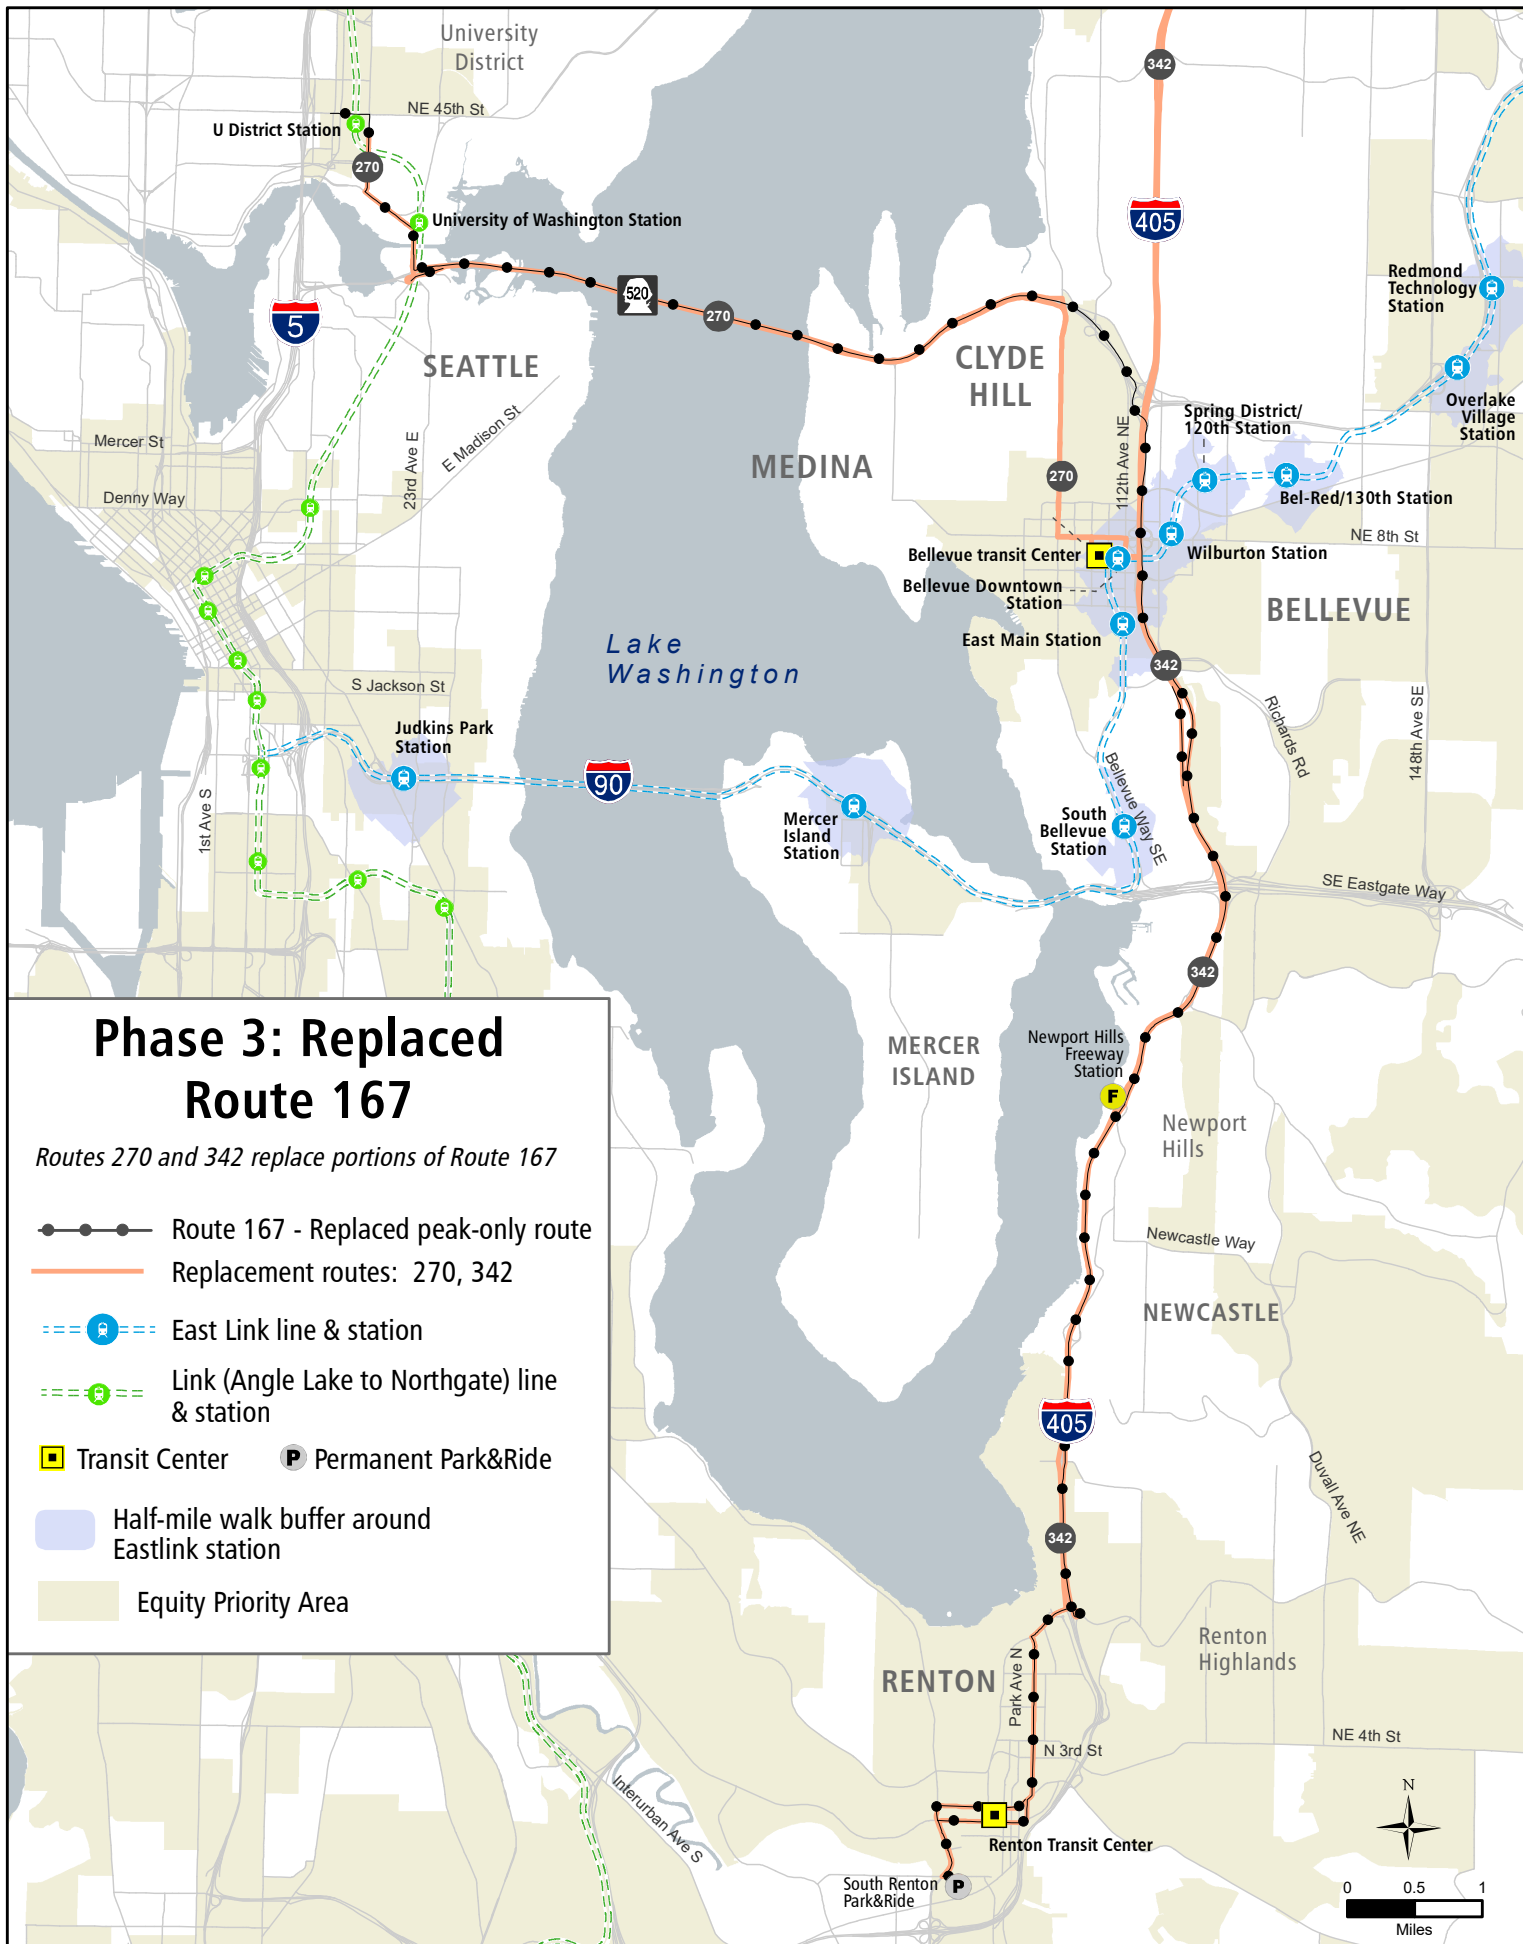 University
District
342
NE 45th St
U District Station
270
University of Washington Station
405
Redmond
Technology
Station
520
270
5
SEATTLE
CLYDE
HILL
Overlake
Village
Station
Spring District/
120th Station
E Madison St
23rd Ave E
112th Ave NE
Mercer St
MEDINA
270
Denny Way
Bel-Red/130th Station
NE 8th St
Bellevue transit Center
Wilburton Station
Bellevue Downtown
Station
BELLEVUE
East Main Station
Lake
Washington
342
S Jackson St
Richards Rd
148th Ave SE
Judkins Park
Station
90
Bellevue Way SE
1st Ave S
Mercer
Island
Station
South
Bellevue
Station
SE Eastgate Way
342
Phase 3: Replaced
Route 167
Routes 270 and 342 replace portions of Route 167
Route 167 - Replaced peak-only route
Replacement routes: 270, 342
East Link line & station
Link (Angle Lake to Northgate) line
& station
Transit Center
P Permanent Park&Ride
Half-mile walk buffer around
Eastlink station
Equity Priority Area
MERCER
ISLAND
Newport Hills
Freeway
Station
F
Newport
Hills
Newcastle Way
NEWCASTLE
405
Duvall Ave NE
342
Renton
Highlands
RENTON
Park Ave N
NE 4th St
N 3rd St
Interurban Ave S
Renton Transit Center
South Renton
Park&Ride
P
N
0 0.5 1
Miles